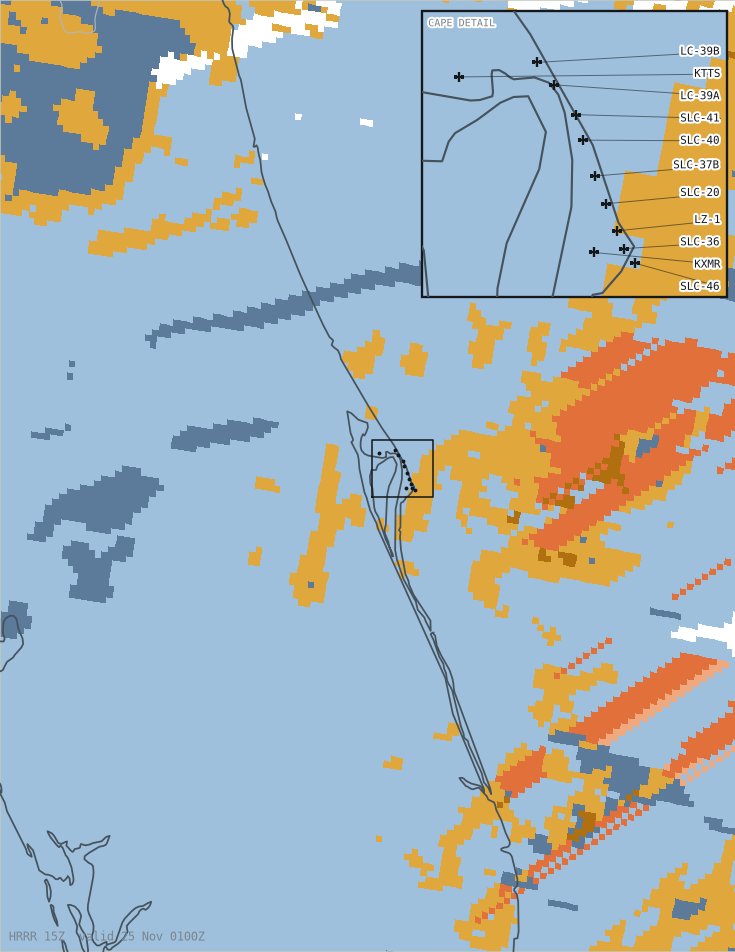 CAPE DETAIL
LC-39B
KTTS
LC-39A
SLC-41
SLC-40
SLC-37B
SLC-20
LZ-1
SLC-36
KXMR
SLC-46
HRRR 15Z, valid 25 Nov 0100Z